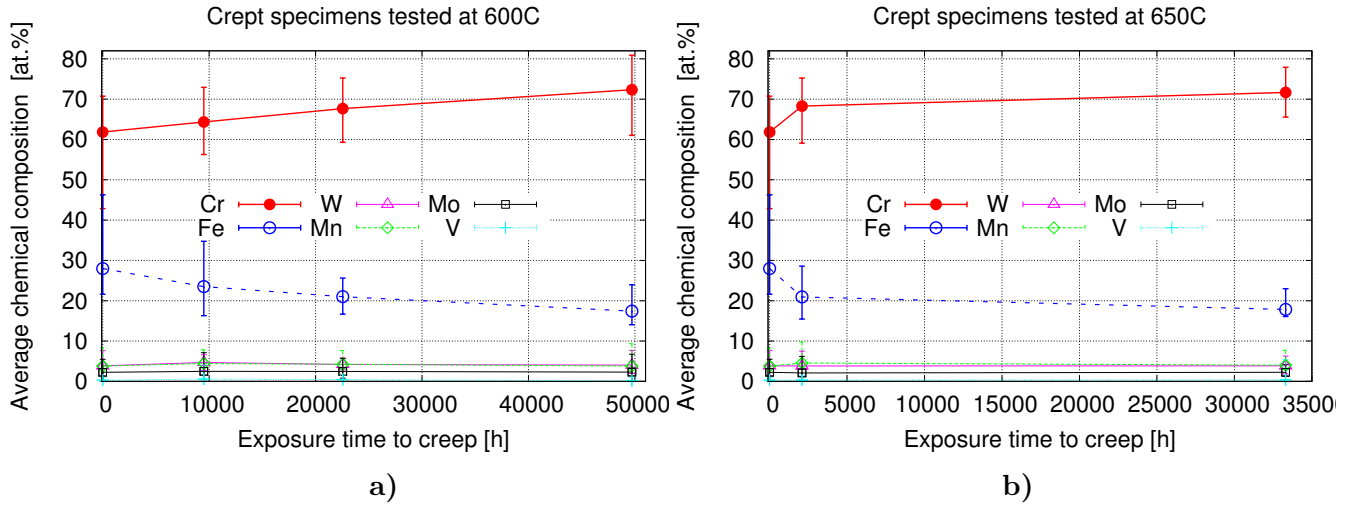 Crept specimens tested at 600C
Average chemical composition [at.%]
80
70
60
50
40
30
20
10
0
Cr W Mo
Fe Mn V
0 10000 20000 30000 40000 50000
Exposure time to creep [h]
a)
Crept specimens tested at 650C
Average chemical composition [at.%]
80
70
60
50
40
30
20
10
0
Cr W Mo
Fe Mn V
0 5000 10000 15000 20000 25000 30000 3500
Exposure time to creep [h]
b)